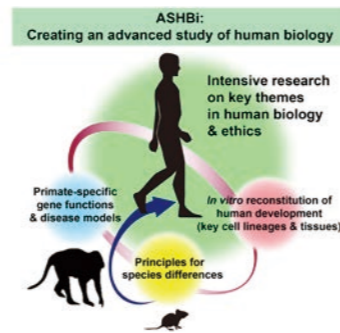 ASHBi:
Creating an advanced study of human biology
Intensive research
on key themes
in human biology
& ethics
Primate-specific
gene functions
& disease models
In vitro reconstitution of
human development
(key cell lineages & tissues)
Principles for
species differences